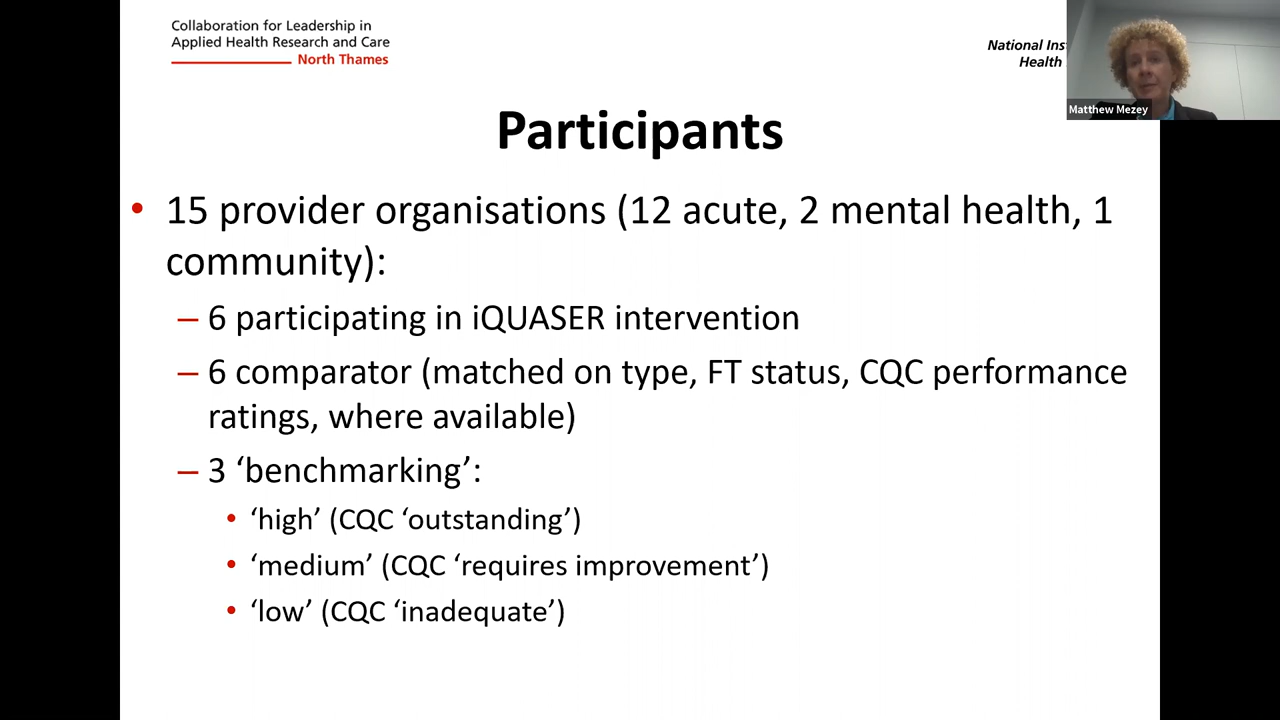 Collaboration for Leadership in
Applied Health Research and Care
North Thames
National Ins
Health
Matthew Mezey
Participants
• 15 provider organisations (12 acute, 2 mental health, 1
community):
– 6 participating in iQUASER intervention
– 6 comparator (matched on type, FT status, CQC performance
ratings, where available)
– 3 ‘benchmarking’:
• ‘high’ (CQC ‘outstanding’)
• ‘medium’ (CQC ‘requires improvement’)
• ‘low’ (CQC ‘inadequate’)